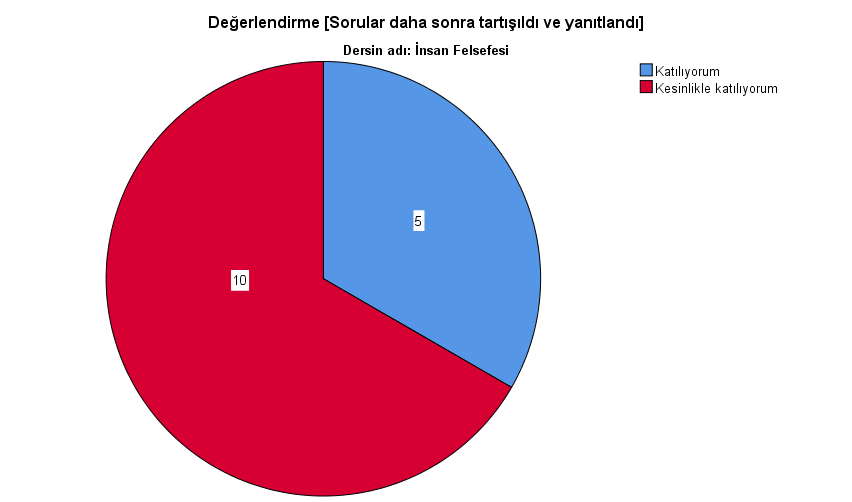 Değerlendirme [Sorular daha sonra tartışıldı ve yanıtlandı]
Dersin adı: İnsan Felsefesi
Katılıyorum
Kesinlikle katılıyorum
5
10